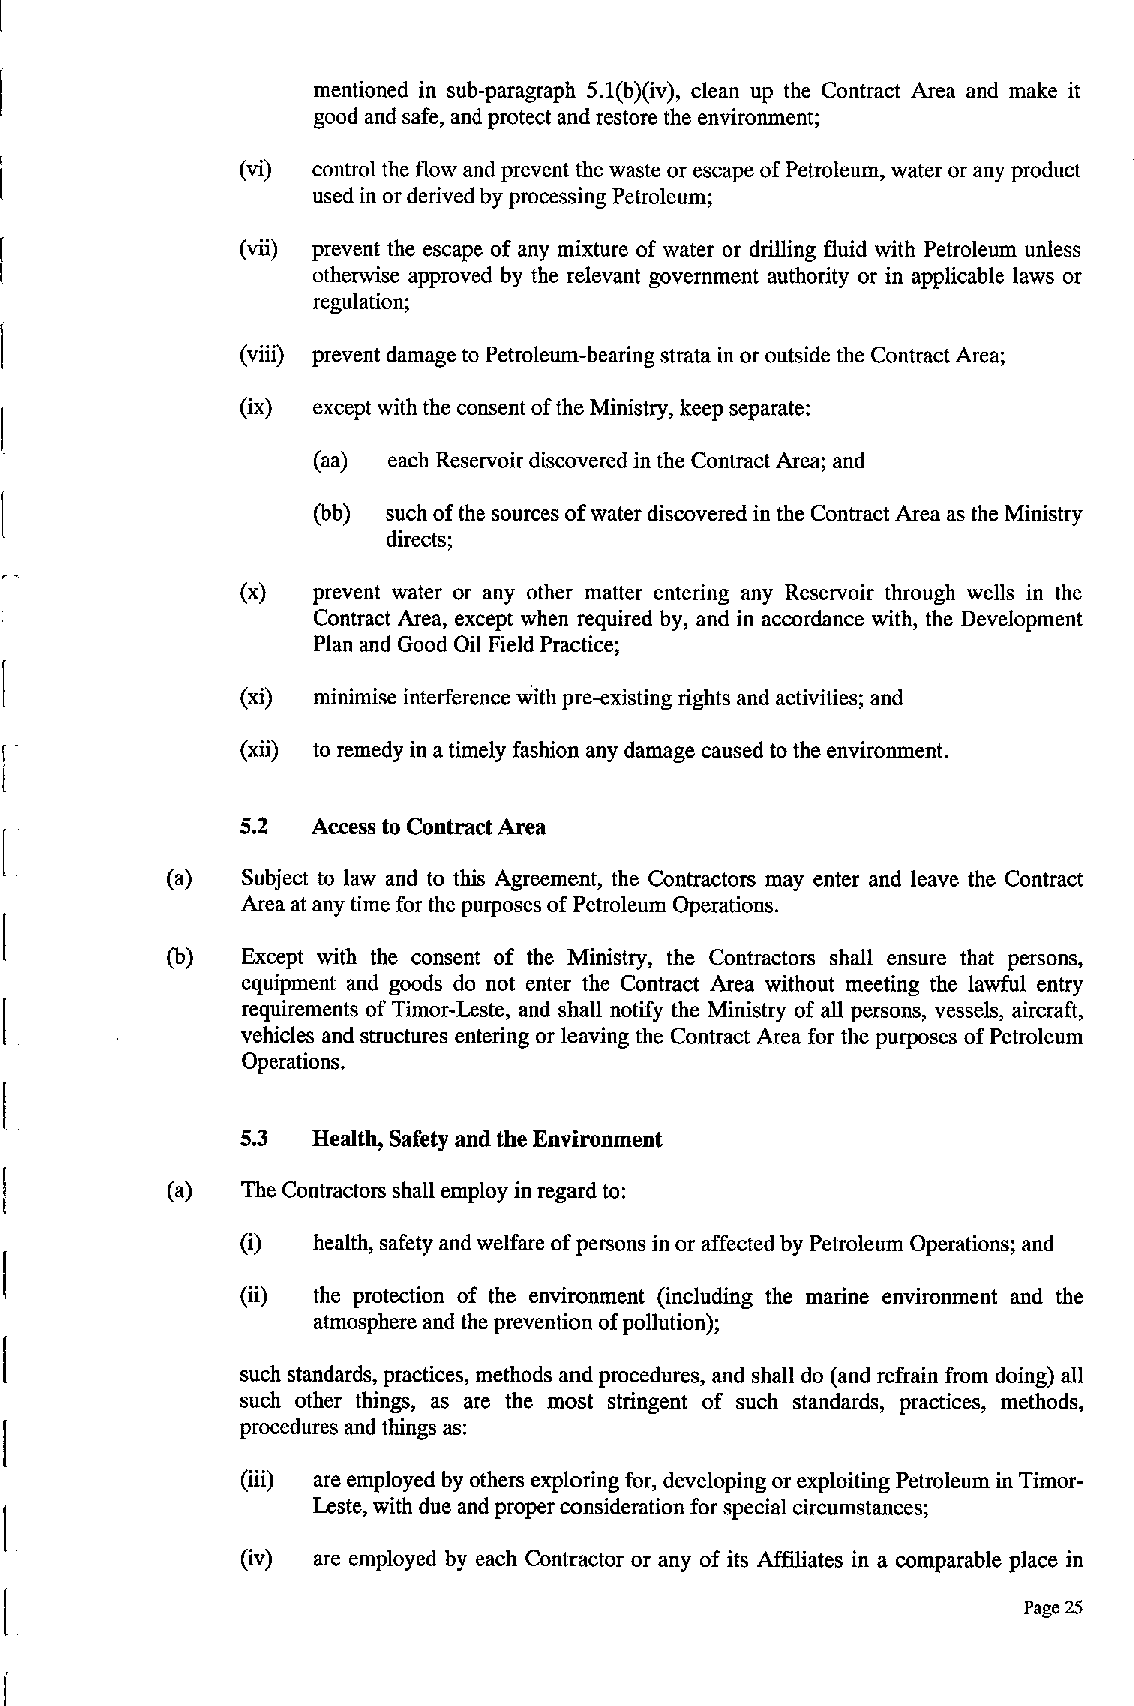 mentioned in sub-paragraph 5.1(b)(iv), clean up the Contract Area and make it
good and safe, and protect and restore the environment;
(vi) control the flow and prevent the waste or escape of Petroleum, water or any product
used in or derived by processing Petroleum;
(vii) prevent the escape of any mixture of water or drilling fluid with Petroleum unless
otherwise approved by the relevant government authority or in applicable laws or
regulation;
(viii) prevent damage to Petroleum-bearing strata in or outside the Contract Area;
(ix) except with the consent of the Ministry, keep separate:
(aa) each Reservoir discovered in the Contract Area; and
(bb) such of the sources of water discovered in the Contract Area as the Ministry
directs;
(x) prevent water or any other matter entering any Reservoir through wells in the
Contract Area, except when required by, and in accordance with, the Development
Plan and Good Oil Field Practice;
(xi) minimise interference with pre-existing rights and activities; and
(xii) to remedy in a timely fashion any damage caused to the environment.
5.2 Access to Contract Area
(a) Subject to law and to this Agreement, the Contractors may enter and leave the Contract
Area at any time for the purposes of Petroleum Operations.
(b) Except with the consent of the Ministry, the Contractors shall ensure that persons,
equipment and goods do not enter the Contract Area without meeting the lawful entry
requirements of Timor-Leste, and shall notify the Ministry of all persons, vessels, aircraft,
vehicles and structures entering or leaving the Contract Area for the purposes of Petroleum
Operations.
5.3 Health, Safety and the Environment
(a) The Contractors shall employ in regard to:
(i) health, safety and welfare of persons in or affected by Petroleum Operations; and
(ii) the protection of the environment (including the marine environment and the
atmosphere and the prevention of pollution);
such standards, practices, methods and procedures, and shall do (and refrain from doing) all
such other things, as are the most stringent of such standards, practices, methods,
procedures and things as:
(iii) are employed by others exploring for, developing or exploiting Petroleum in Timor-
Leste, with due and proper consideration for special circumstances;
(iv) are employed by each Contractor or any of its Affiliates in a comparable place in
Page 25